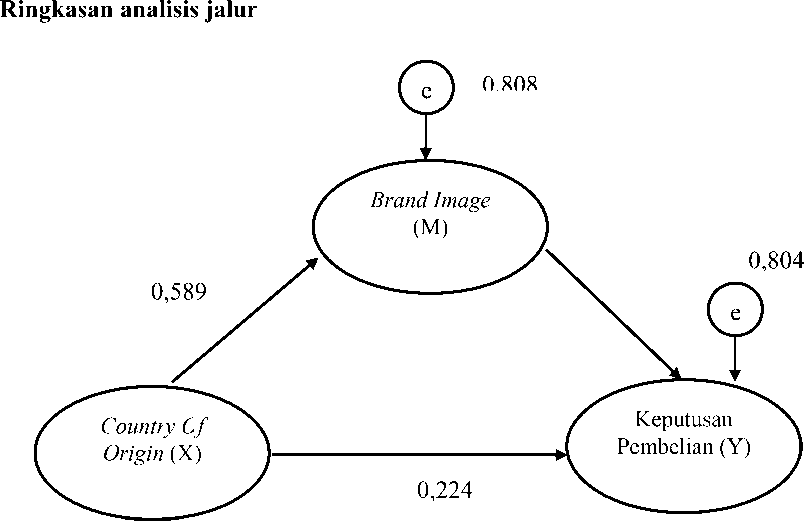 Ringkasan analisis jalur
e
0,808
Brand Image
(M)
0,804
0,589
e
Country Of
Origin (X)
Keputusan
Pembelian (Y)
0,224